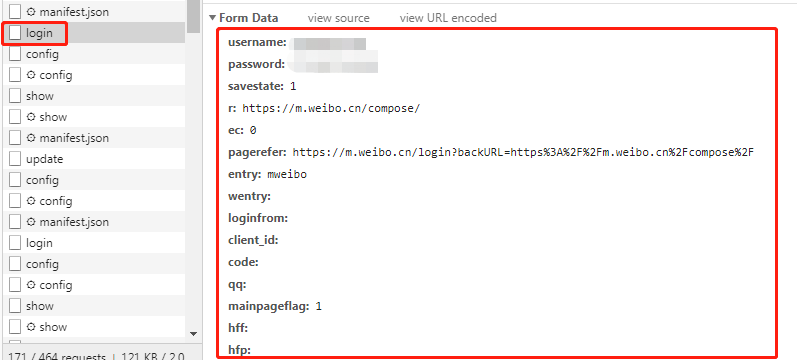 manifest.json
login
config
config
show
show
manifest.json
update
config
config
manifest.json
login
config
config
show
show
171 / 464 requests | 121 KB / 2.0
Form Data view source view URL encoded
username:
password:
savestate: 1
r: https://m.weibo.cn/compose/
ec: 0
pagerefer: https://m.weibo.cn/login?backURL=https%3A%2F%2Fm.weibo.cn%2Fcompose%2F
entry: mweibo
wentry:
loginfrom:
client_id:
code:
qq:
mainpageflag: 1
hff:
hfp: